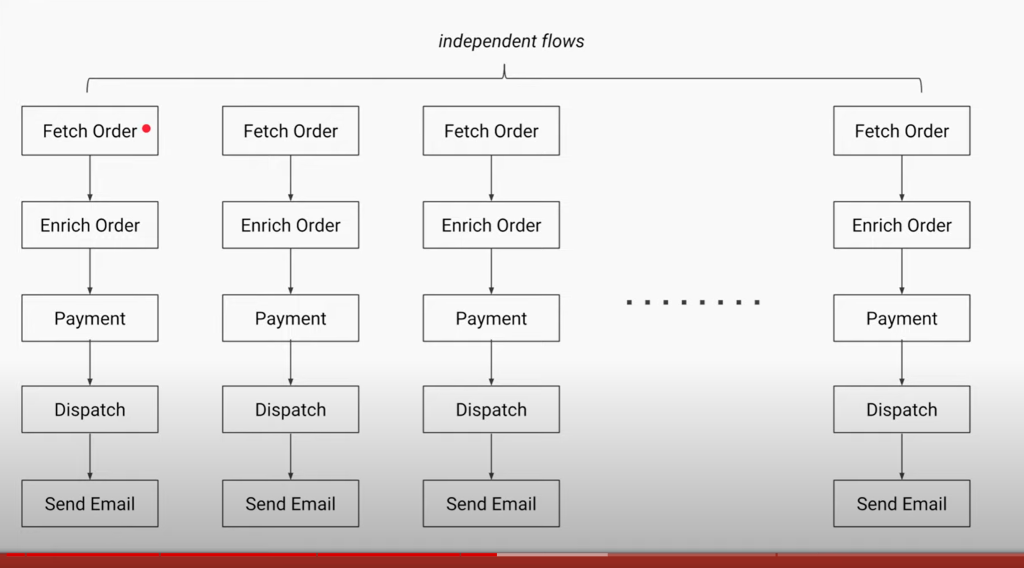 independent flows
Fetch Order Fetch Order Fetch Order Fetch Order
Enrich Order Enrich Order Enrich Order Enrich Order
Payment Payment Payment Payment
Dispatch Dispatch Dispatch Dispatch
Send Email Send Email Send Email Send Email